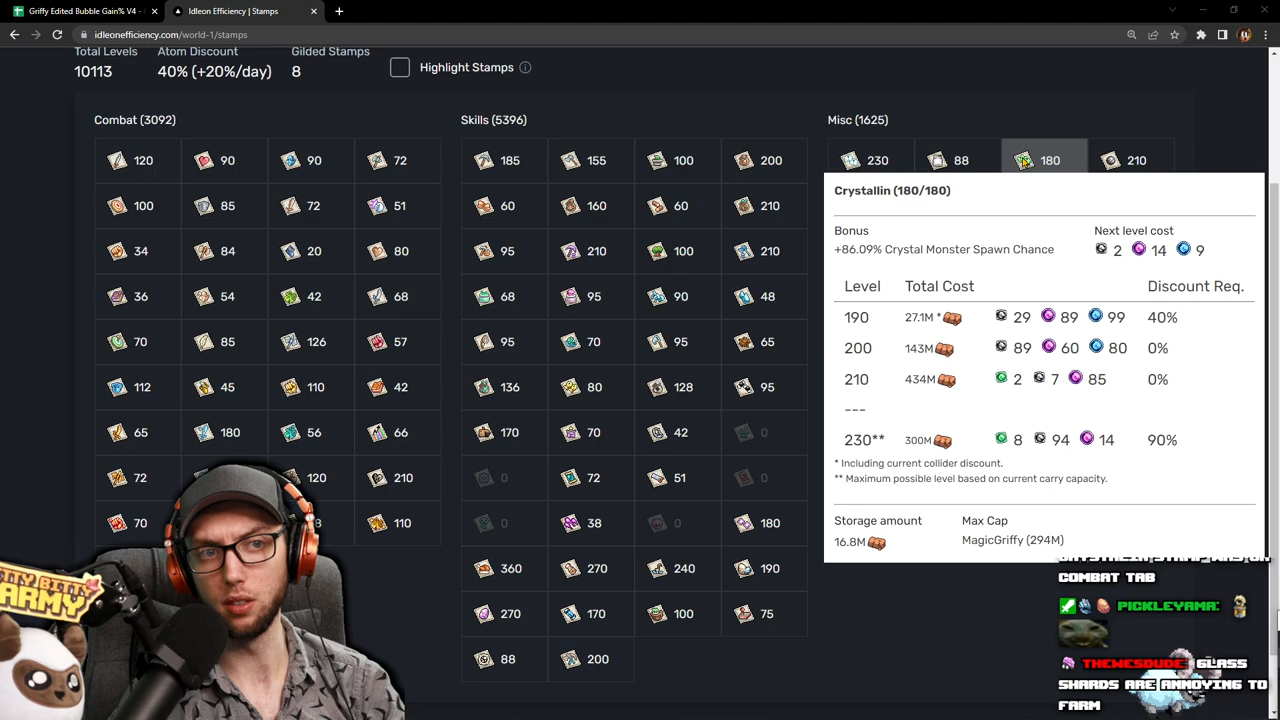 Griffy Edited Bubble Gain% V4 -
Idleon Efficiency | Stamps
idleonefficiency.com/world-1/stamps
Total Levels
10113
Atom Discount
40% (+20%/day)
Gilded Stamps
8
Highlight Stamps
Combat (3092)
120 90 90 72
100 85 72 51
34 84 20 80
36 54 42 68
70 85 126 57
112 45 110 42
65 180 56 66
72 120 210
70 110
Skills (5396)
185 155 100 200
60 160 60 210
95 210 100 210
68 95 90 48
95 70 95 65
136 80 128 95
170 70 42 0
0 72 51 0
0 38 0 180
360 270 240 190
270 170 100 75
88 200
Misc (1625)
230 88 180 210
Crystallin (180/180)
Bonus
+86.09% Crystal Monster Spawn Chance
Next level cost
2 14 9
Level Total Cost Discount Req.
190 27.1M * 29 89 99 40%
200 143M 89 60 80 0%
210 434M 2 7 85 0%
---
230** 300M 8 94 14 90%
* Including current collider discount.
** Maximum possible level based on current carry capacity.
Storage amount
16.8M
Max Cap
MagicGriffy (294M)
COMBAT TAB
PICKLEYAMA:
THEWESDUDE: GLASS
SHARDS ARE ANNOYING TO
FARM
ITTY BITTY
ARMY